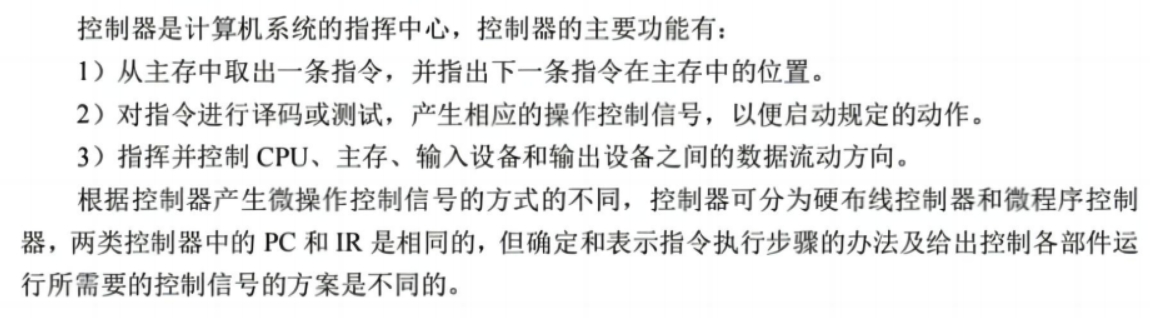 控制器是计算机系统的指挥中心，控制器的主要功能有：
1）从主存中取出一条指令，并指出下一条指令在主存中的位置。
2）对指令进行译码或测试，产生相应的操作控制信号，以便启动规定的动作。
3）指挥并控制 CPU、主存、输入设备和输出设备之间的数据流动方向。
根据控制器产生微操作控制信号的方式的不同，控制器可分为硬布线控制器和微程序控制
器，两类控制器中的 PC 和 IR 是相同的，但确定和表示指令执行步骤的办法及给出控制各部件运
行所需要的控制信号的方案是不同的。